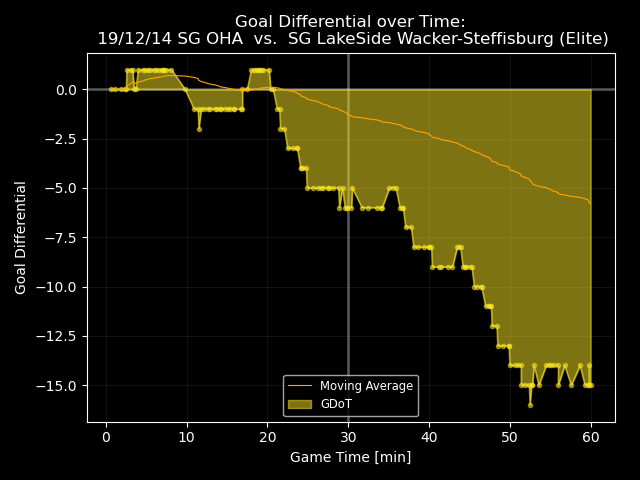 Goal Differential over Time:
19/12/14 SG OHA  vs.  SG LakeSide Wacker-Steffisburg (Elite)
Goal Differential
0.0
−2.5
−5.0
−7.5
−10.0
−12.5
−15.0
Moving Average
GDoT
0 10 20 30 40 50 60
Game Time [min]